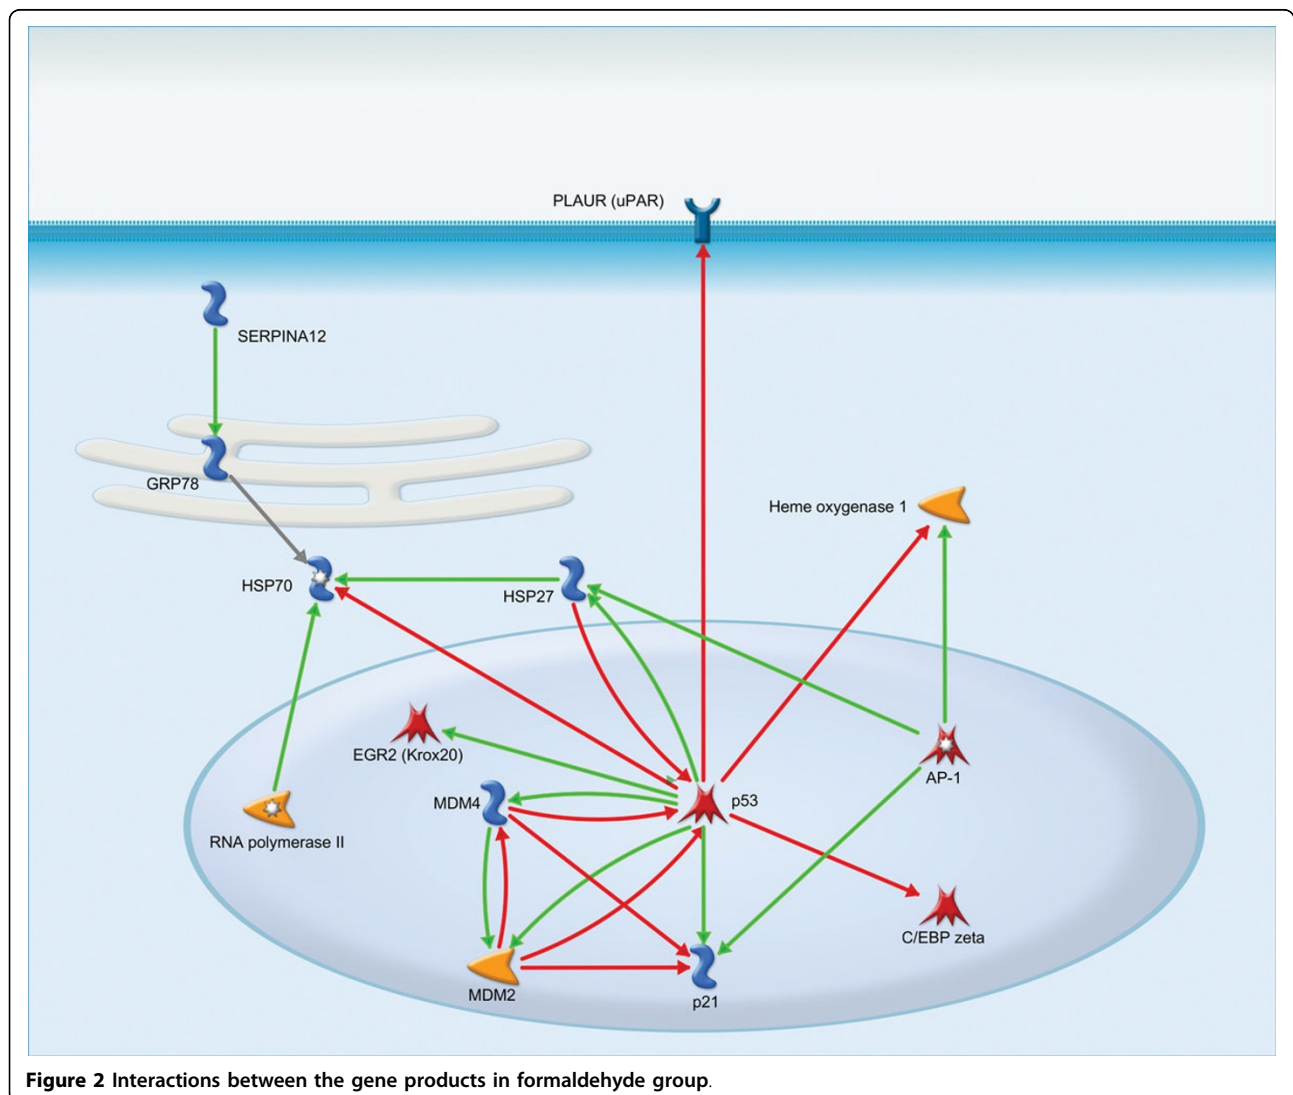 PLAUR (uPAR)
SERPINA12
GRP78
Heme oxygenase 1
HSP70
HSP27
EGR2 (Krox20)
AP-1
MDM4
p53
RNA polymerase II
C/EBP zeta
MDM2
p21
Figure 2 Interactions between the gene products in formaldehyde group.